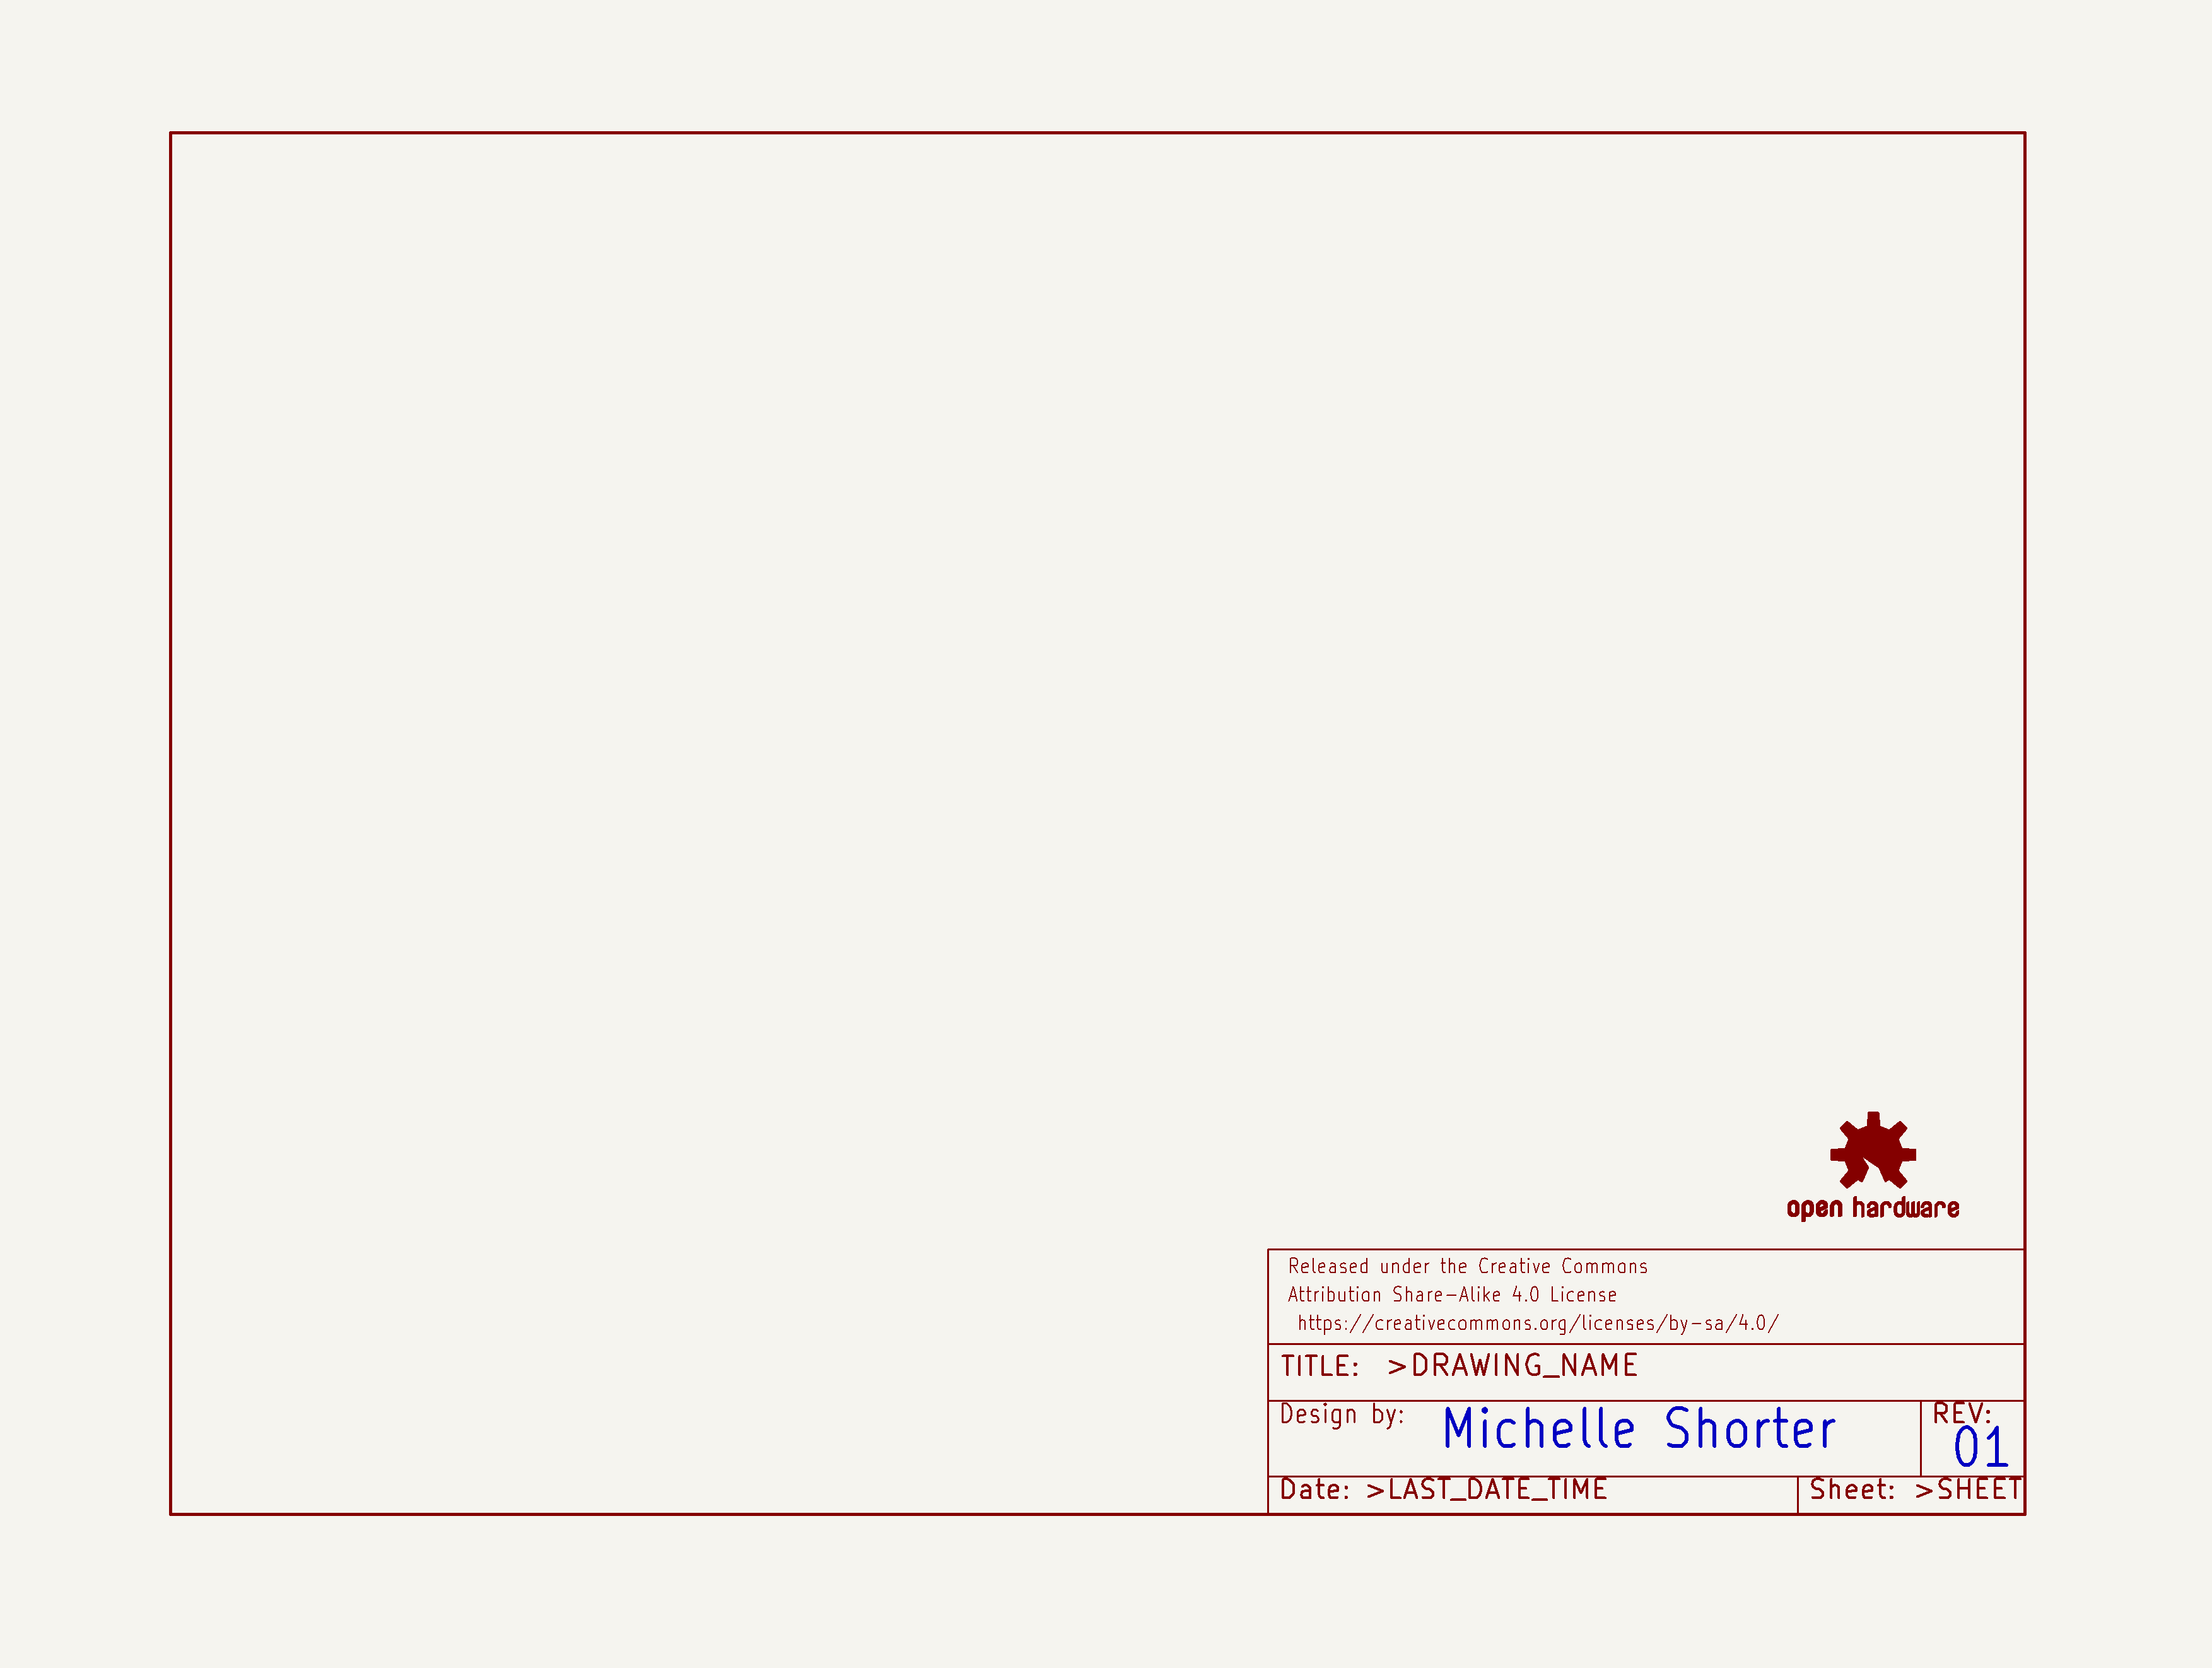 open hardware
Released under the Creative Commons
Attribution Share-Alike 4.0 License
https://creativecommons.org/licenses/by-sa/4.0/
TITLE: >DRAWING_NAME
Design by: Michelle Shorter
REV: 01
Date: >LAST_DATE_TIME
Sheet: >SHEET